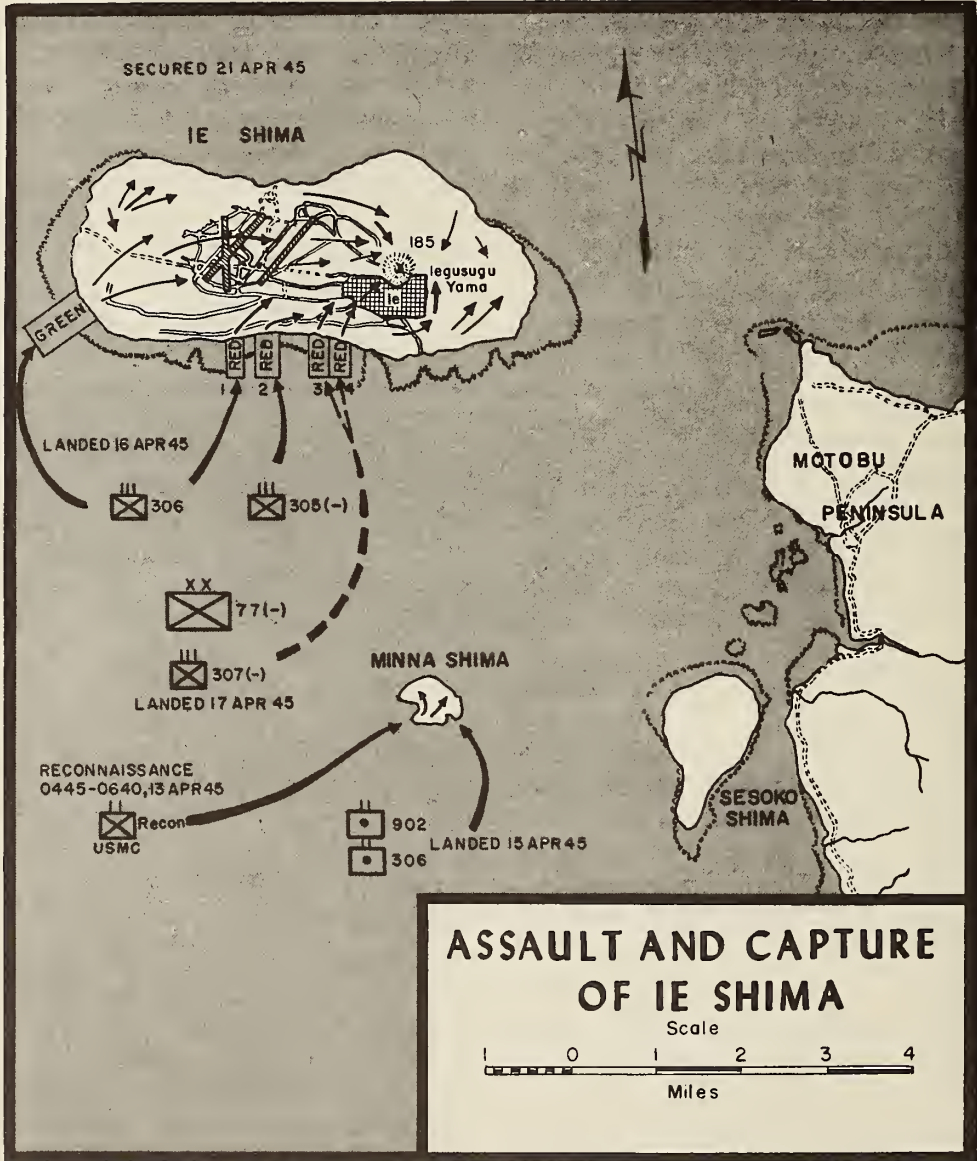 SECURED 21 APR 45
IE SHIMA
185
Iegusugu
Yama
Ie
GREEN
RED
RED
RED
RED
1
2
3
4
LANDED 16 APR 45
306
305(-)
MOTOBU
PENINSULA
XX
77(-)
307(-)
LANDED 17 APR 45
MINNA SHIMA
RECONNAISSANCE
0445-0640,13 APR 45
Recon
USMC
902
306
LANDED 15 APR 45
SESOKO
SHIMA
ASSAULT AND CAPTURE
OF IE SHIMA
Scale
1 0 1 2 3 4
Miles